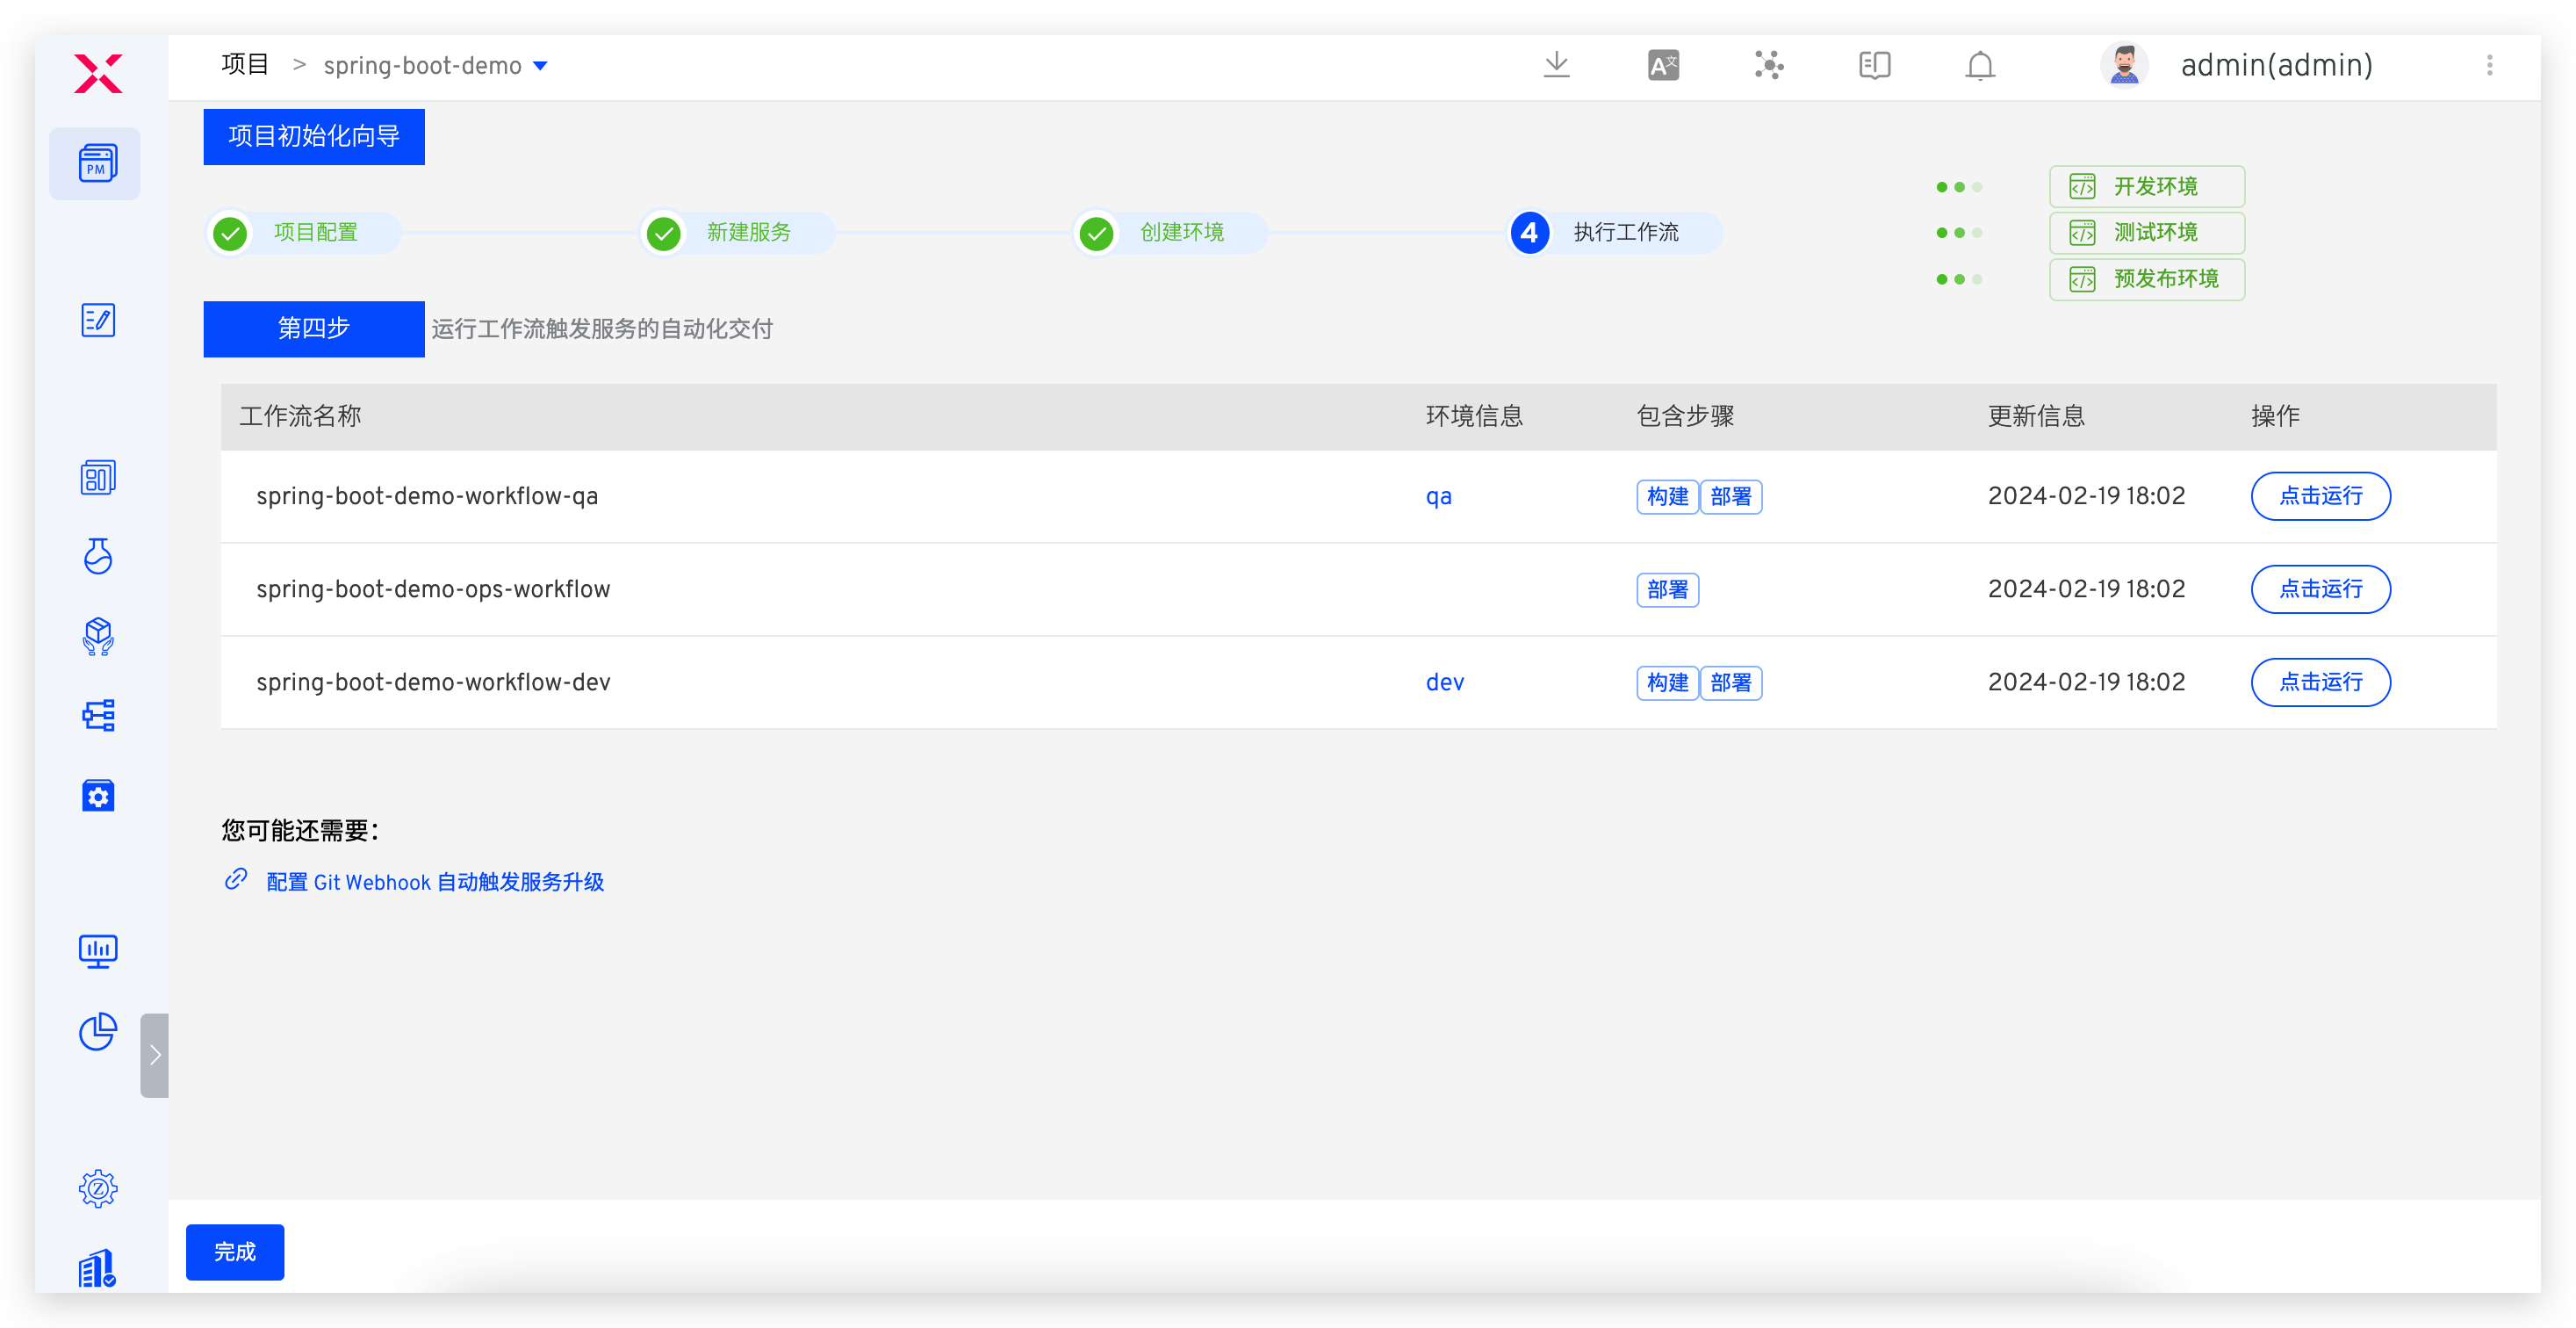 项目 > spring-boot-demo
A文
admin(admin)
PM
项目初始化向导
项目配置
新建服务
创建环境
4 执行工作流
开发环境
测试环境
预发布环境
第四步 运行工作流触发服务的自动化交付
工作流名称 环境信息 包含步骤 更新信息 操作
spring-boot-demo-workflow-qa qa 构建 部署 2024-02-19 18:02 点击运行
spring-boot-demo-ops-workflow 部署 2024-02-19 18:02 点击运行
spring-boot-demo-workflow-dev dev 构建 部署 2024-02-19 18:02 点击运行
您可能还需要：
配置 Git Webhook 自动触发服务升级
Z
完成